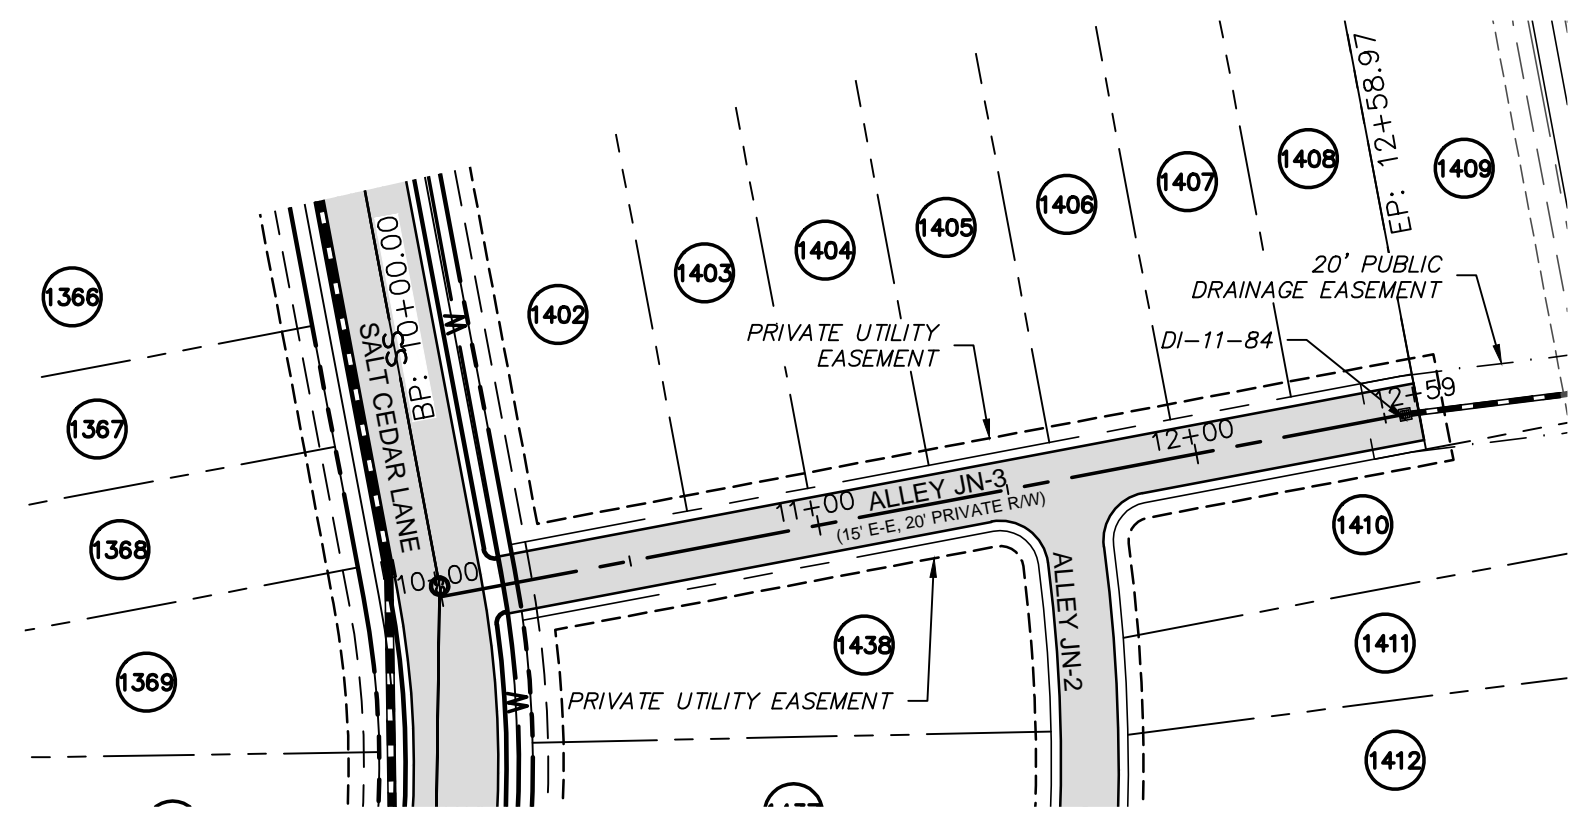 EP: 12+58.97
1408
1409
1407
1406
1405
1404
1403
1402
1366
20' PUBLIC
DRAINAGE EASEMENT
BP: 10+00.00
SS
W
PRIVATE UTILITY
EASEMENT
DI-11-84
12+59
1367
SALT CEDAR LANE
12+00
11+00
ALLEY JN-3
(15' E-E, 20' PRIVATE R/W)
1410
1368
10+00
ALLEY JN-2
1438
1411
1369
W
PRIVATE UTILITY EASEMENT
1412